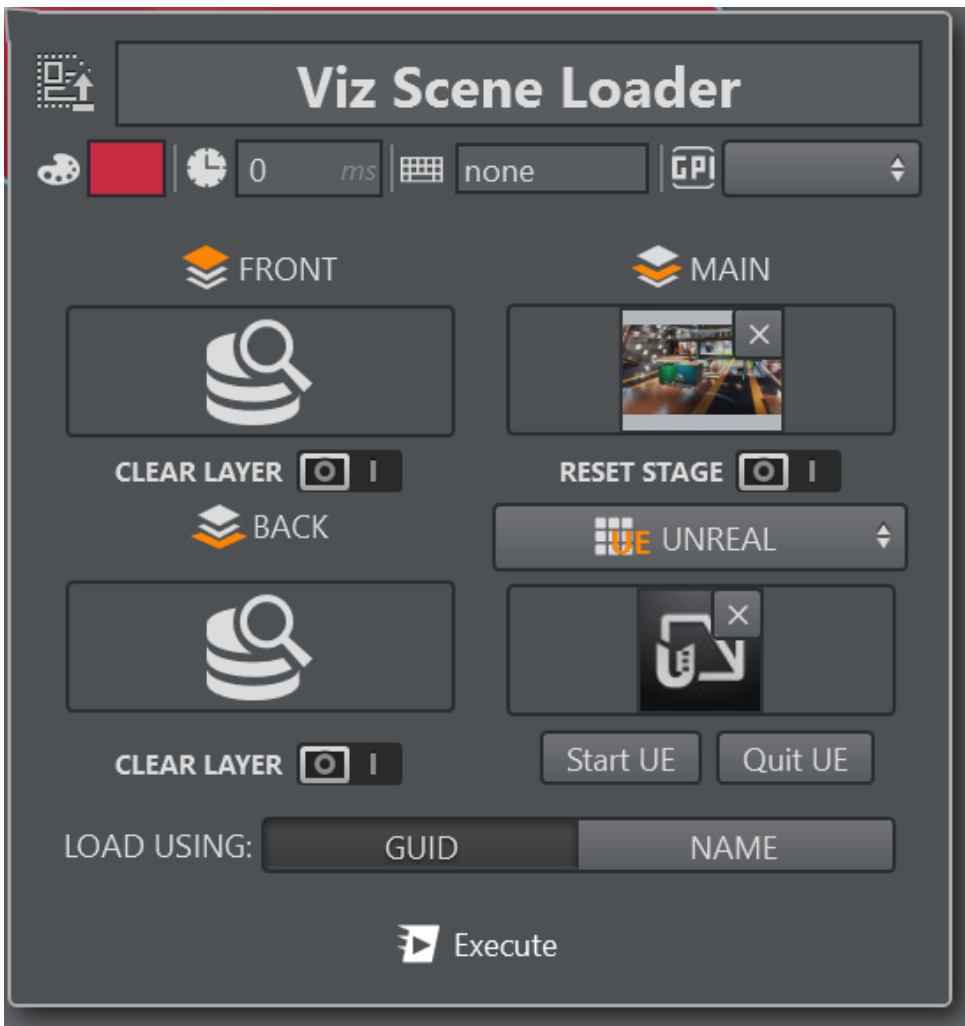 Viz Scene Loader
0 ms none GPI
FRONT MAIN
CLEAR LAYER O I RESET STAGE O I
BACK UE UNREAL
CLEAR LAYER O I Start UE Quit UE
LOAD USING: GUID NAME
Execute